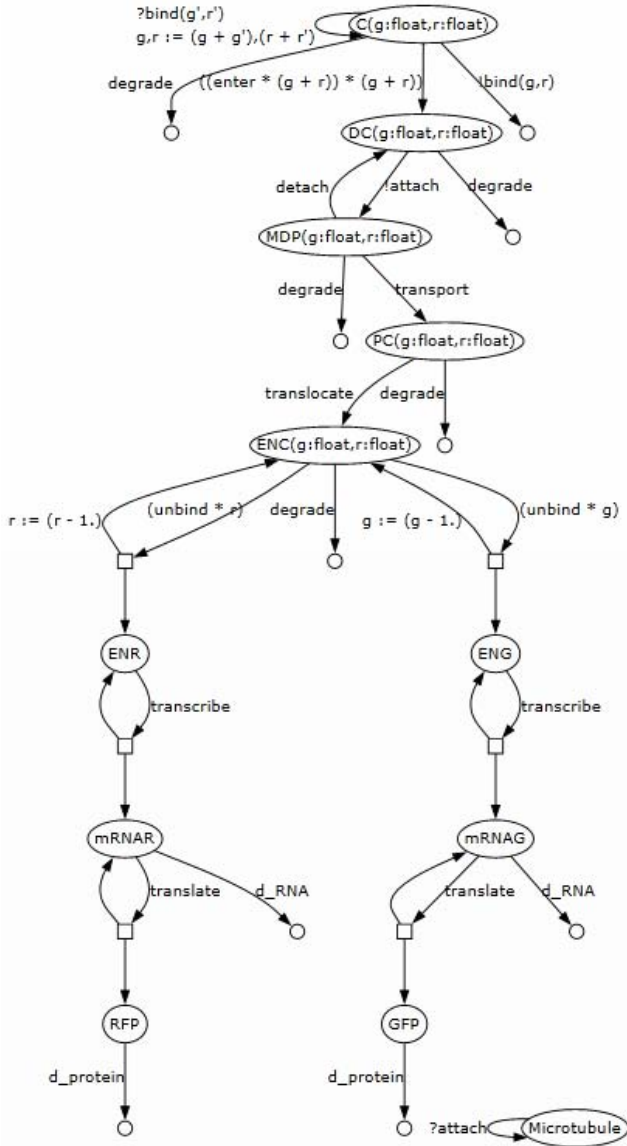 ?bind(g',r')
g,r := (g + g'),(r + r')
C(g:float,r:float)
degrade
((enter * (g + r)) * (g + r))
!bind(g,r)
DC(g:float,r:float)
detach
!attach
degrade
MDP(g:float,r:float)
degrade
transport
PC(g:float,r:float)
translocate
degrade
ENC(g:float,r:float)
r := (r - 1.)
(unbind * r)
degrade
g := (g - 1.)
(unbind * g)
ENR
ENG
transcribe
transcribe
mRNAR
mRNAG
translate
d_RNA
translate
d_RNA
RFP
GFP
d_protein
d_protein
?attach
Microtubule